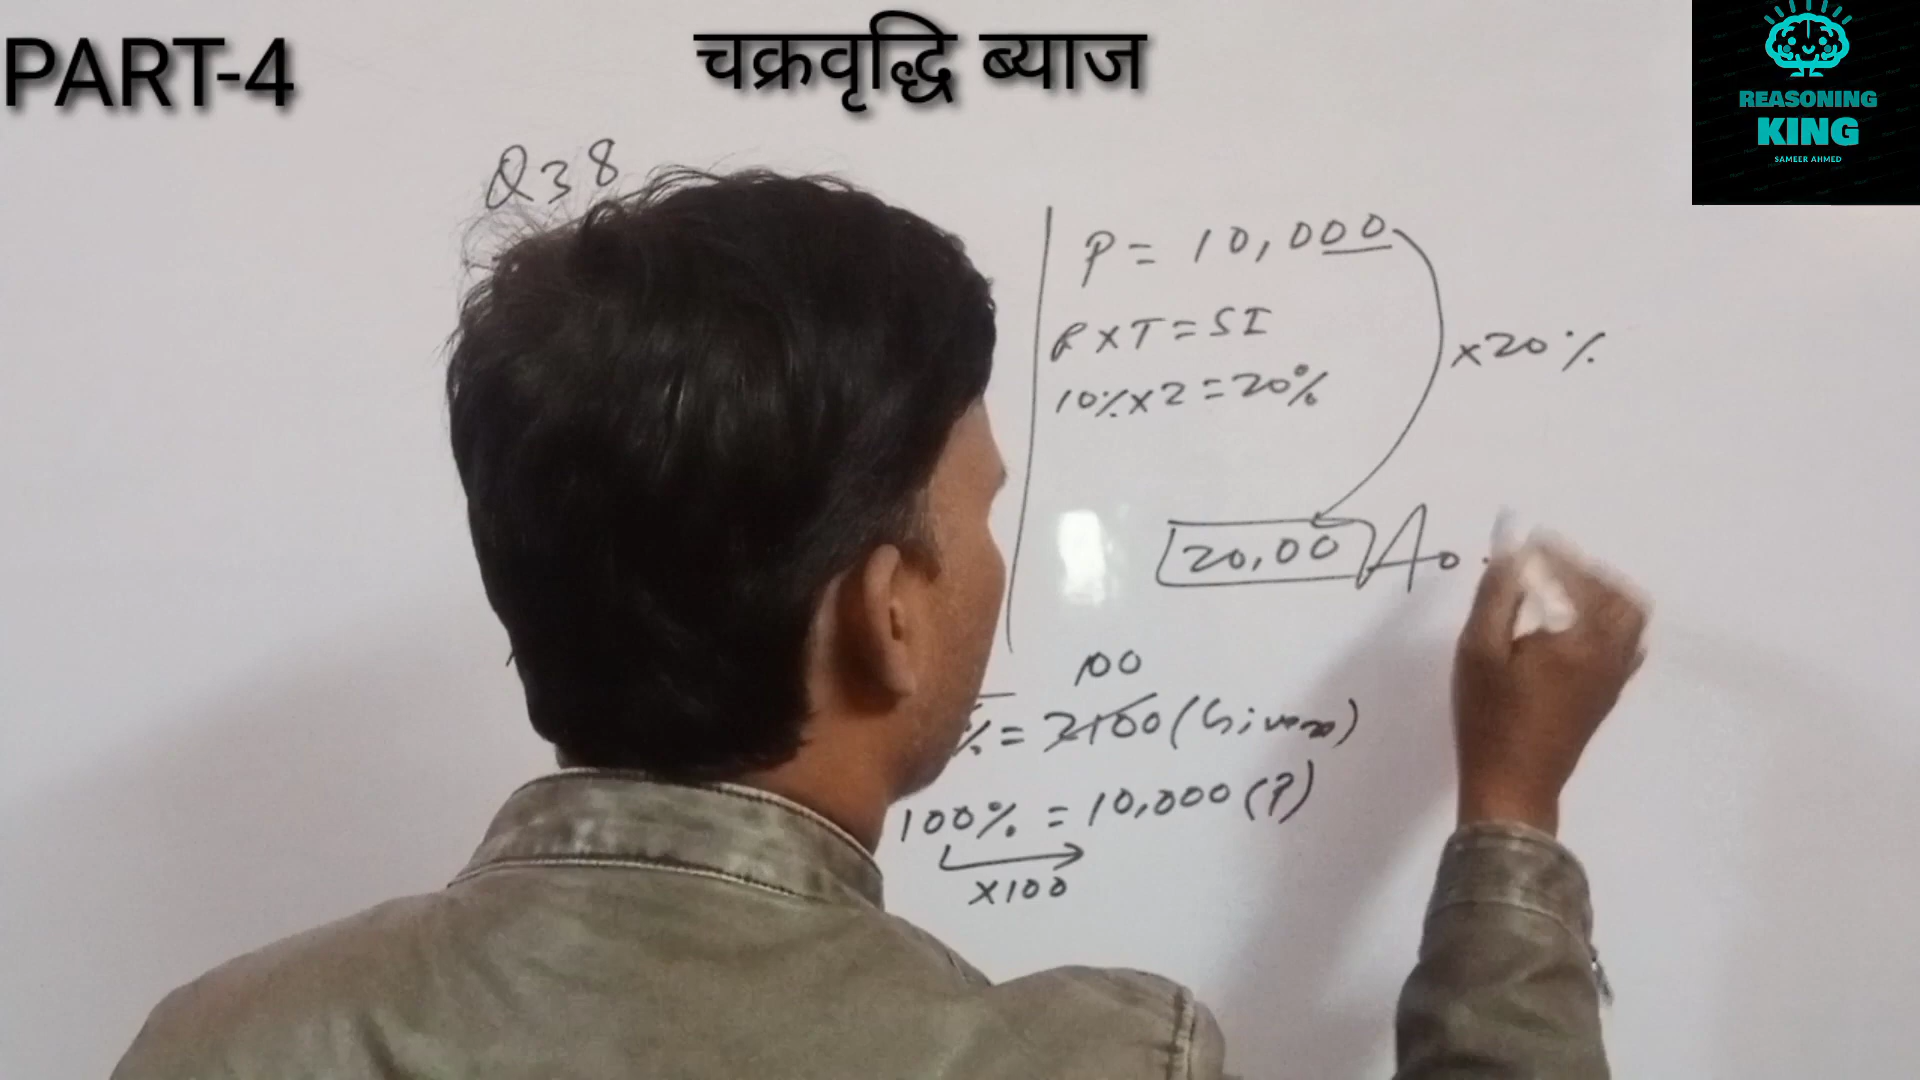 PART-4
चक्रवृद्धि ब्याज
REASONING
KING
SAMEER AHMED
Q38
P = 10,000
R×T = SI
10%×2 = 20%
×20%
20,00
100
% = 2100 (Given)
100% = 10,000 (P)
×100